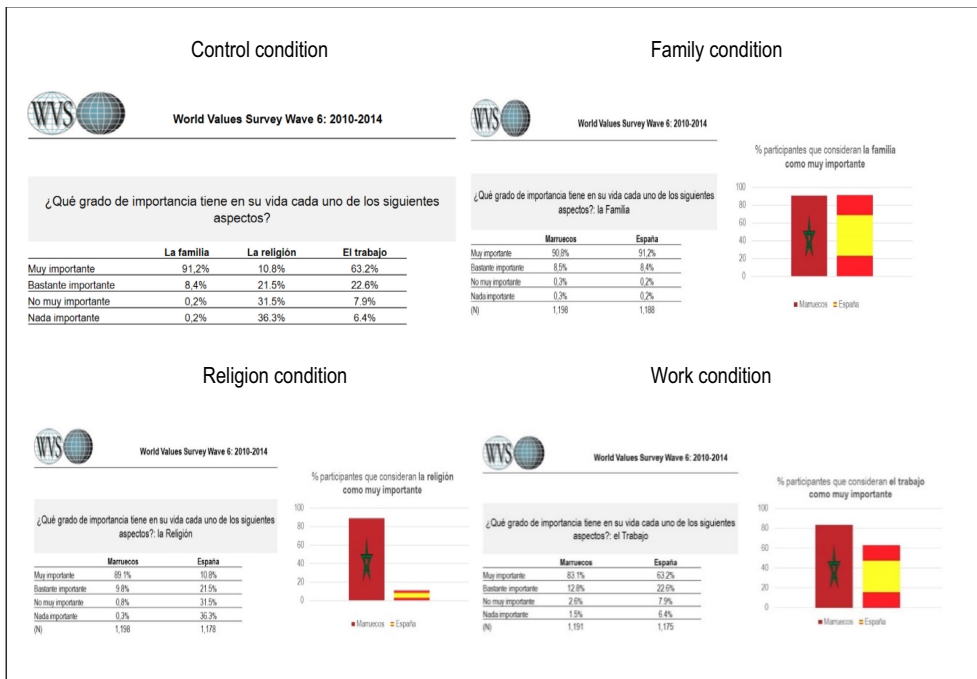 Control condition
WVS
World Values Survey Wave 6: 2010-2014
¿Qué grado de importancia tiene en su vida cada uno de los siguientes
aspectos?
La familia La religión El trabajo
Muy importante 91,2% 10.8% 63.2%
Bastante importante 8,4% 21.5% 22.6%
No muy importante 0,2% 31.5% 7.9%
Nada importante 0,2% 36.3% 6.4%
Family condition
WVS
World Values Survey Wave 6: 2010-2014
¿Qué grado de importancia tiene en su vida cada uno de los siguientes
aspectos?: la Familia
Marruecos España
Muy importante 90,8% 91,2%
Bastante importante 8,5% 8,4%
No muy importante 0,3% 0,2%
Nada importante 0,3% 0,2%
(N) 1,198 1,188
% participantes que consideran la familia
como muy importante
100
80
60
40
20
0
Marruecos España
Religion condition
WVS
World Values Survey Wave 6: 2010-2014
¿Qué grado de importancia tiene en su vida cada uno de los siguientes
aspectos?: la Religión
Marruecos España
Muy importante 89.1% 10.8%
Bastante importante 9.8% 21.5%
No muy importante 0,8% 31.5%
Nada importante 0,3% 36.3%
(N) 1,198 1,178
% participantes que consideran la religión
como muy importante
100
80
60
40
20
0
Marruecos España
Work condition
WVS
World Values Survey Wave 6: 2010-2014
¿Qué grado de importancia tiene en su vida cada uno de los siguientes
aspectos?: el Trabajo
Marruecos España
Muy importante 83.1% 63.2%
Bastante importante 12.8% 22.6%
No muy importante 2.6% 7.9%
Nada importante 1.5% 6.4%
(N) 1,191 1,175
% participantes que consideran el trabajo
como muy importante
100
80
60
40
20
0
Marruecos España